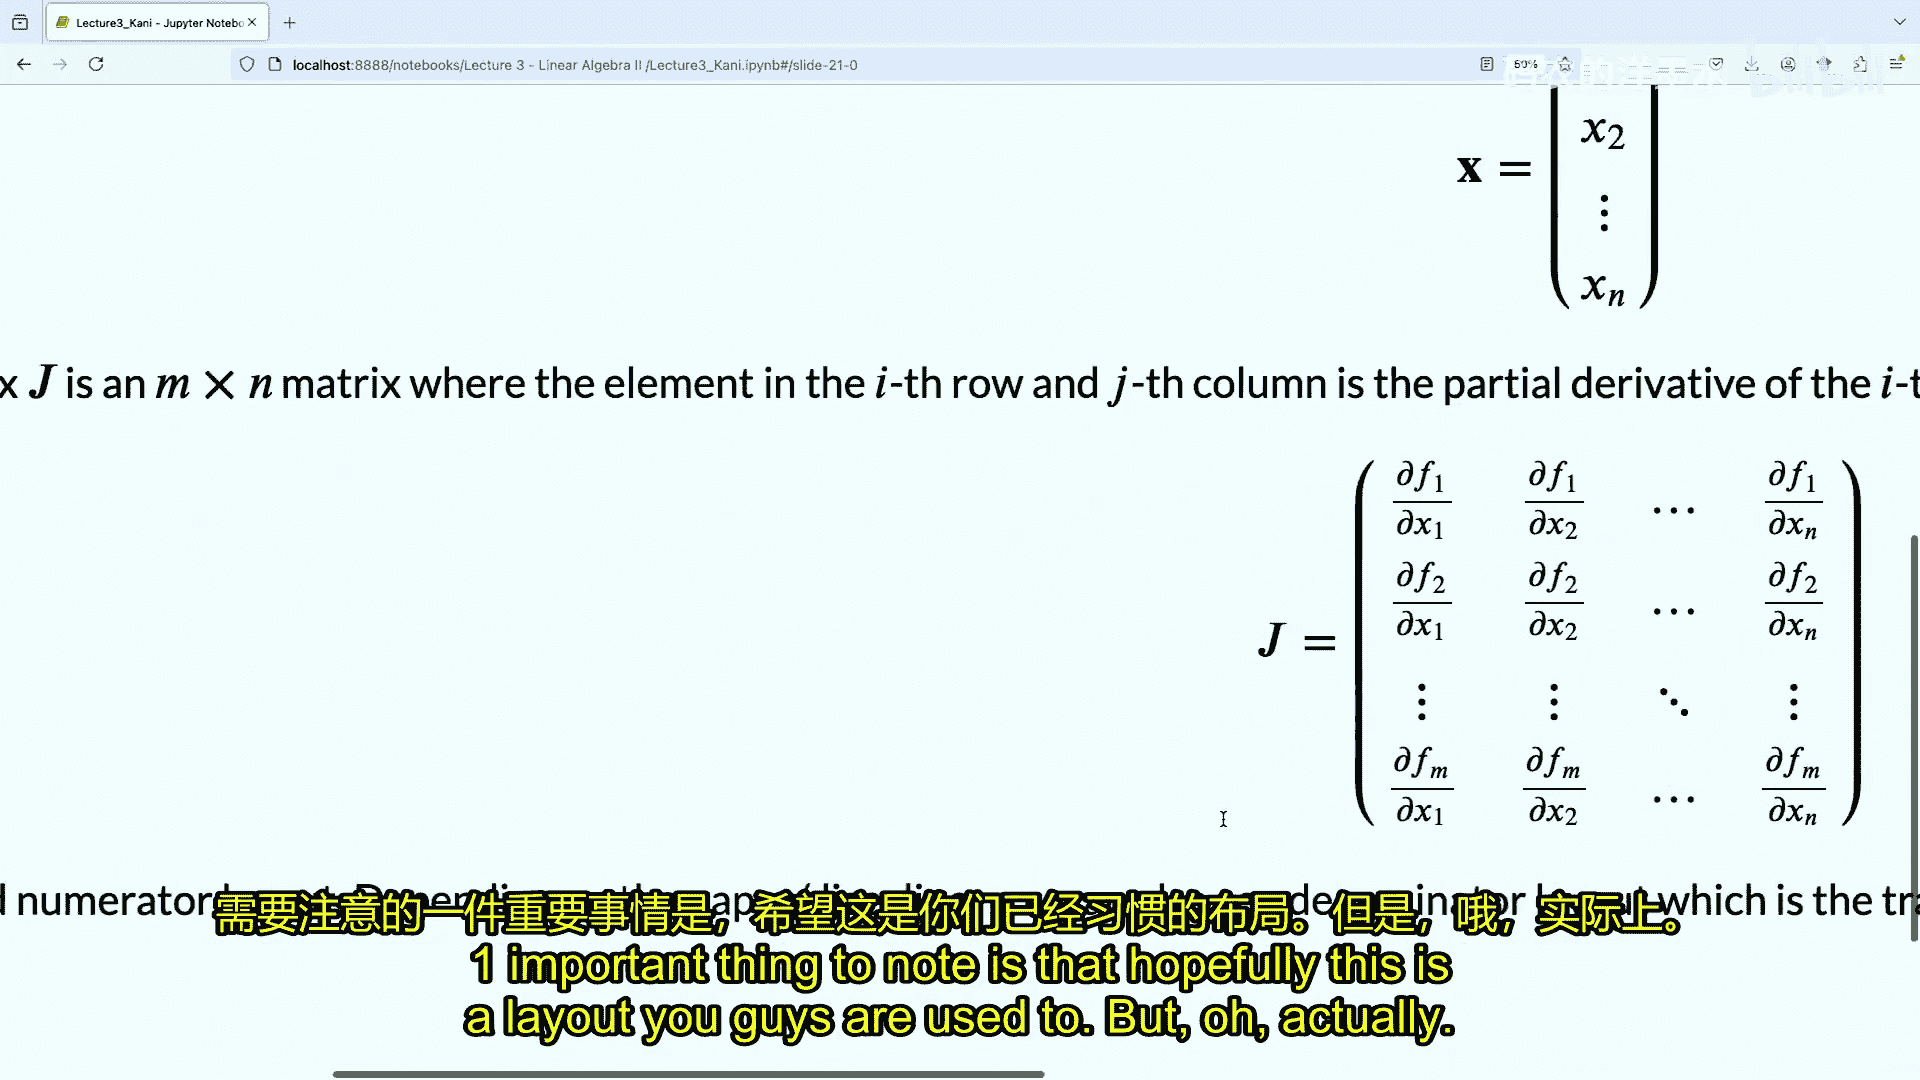 Lecture3_Kani - Jupyter Notebo
localhost:8888/notebooks/Lecture 3 - Linear Algebra II /Lecture3_Kani.ipynb#/slide-21-0
50%
x₂
x =
⋮
xₙ
x J is an m × n matrix where the element in the i-th row and j-th column is the partial derivative of the i-t
∂f₁/∂x₁ ∂f₁/∂x₂ ⋯ ∂f₁/∂xₙ
∂f₂/∂x₁ ∂f₂/∂x₂ ⋯ ∂f₂/∂xₙ
J =
⋮ ⋮ ⋱ ⋮
∂fₘ/∂x₁ ∂fₘ/∂x₂ ⋯ ∂fₘ/∂xₙ
numerator which is the tra
需要注意的一件重要事情是，希望这是你们已经习惯的布局。但是，哦，实际上。
1 important thing to note is that hopefully this is
a layout you guys are used to. But, oh, actually.